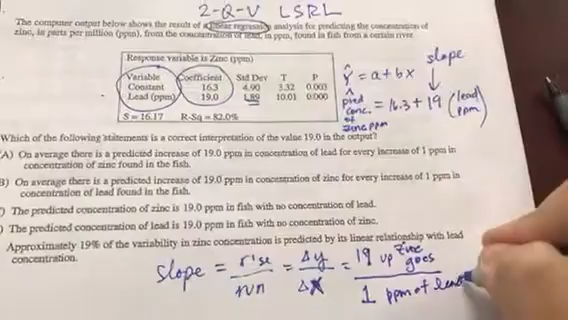 2-Q-V LSRL
The computer output below shows the result of a linear regression analysis for predicting the concentration of
zinc, in parts per million (ppm), from the concentration of lead, in ppm, found in fish from a certain river.
slope
Response variable is Zinc (ppm)
Variable Coefficient Std Dev T P
Constant 16.3 4.90 3.32 0.003
Lead (ppm) 19.0 1.89 10.01 0.000
S = 16.17 R-Sq = 82.0%
Ŷ = a + bx
pred conc. of zinc ppm = 16.3 + 19 (lead ppm)
Which of the following statements is a correct interpretation of the value 19.0 in the output?
A) On average there is a predicted increase of 19.0 ppm in concentration of lead for every increase of 1 ppm in
concentration of zinc found in the fish.
B) On average there is a predicted increase of 19.0 ppm in concentration of zinc for every increase of 1 ppm in
concentration of lead found in the fish.
) The predicted concentration of zinc is 19.0 ppm in fish with no concentration of lead.
) The predicted concentration of lead is 19.0 ppm in fish with no concentration of zinc.
Approximately 19% of the variability in zinc concentration is predicted by its linear relationship with lead
concentration.
slope = rise/run = Δy/Δx = 19 up zinc goes/1 ppm of lead